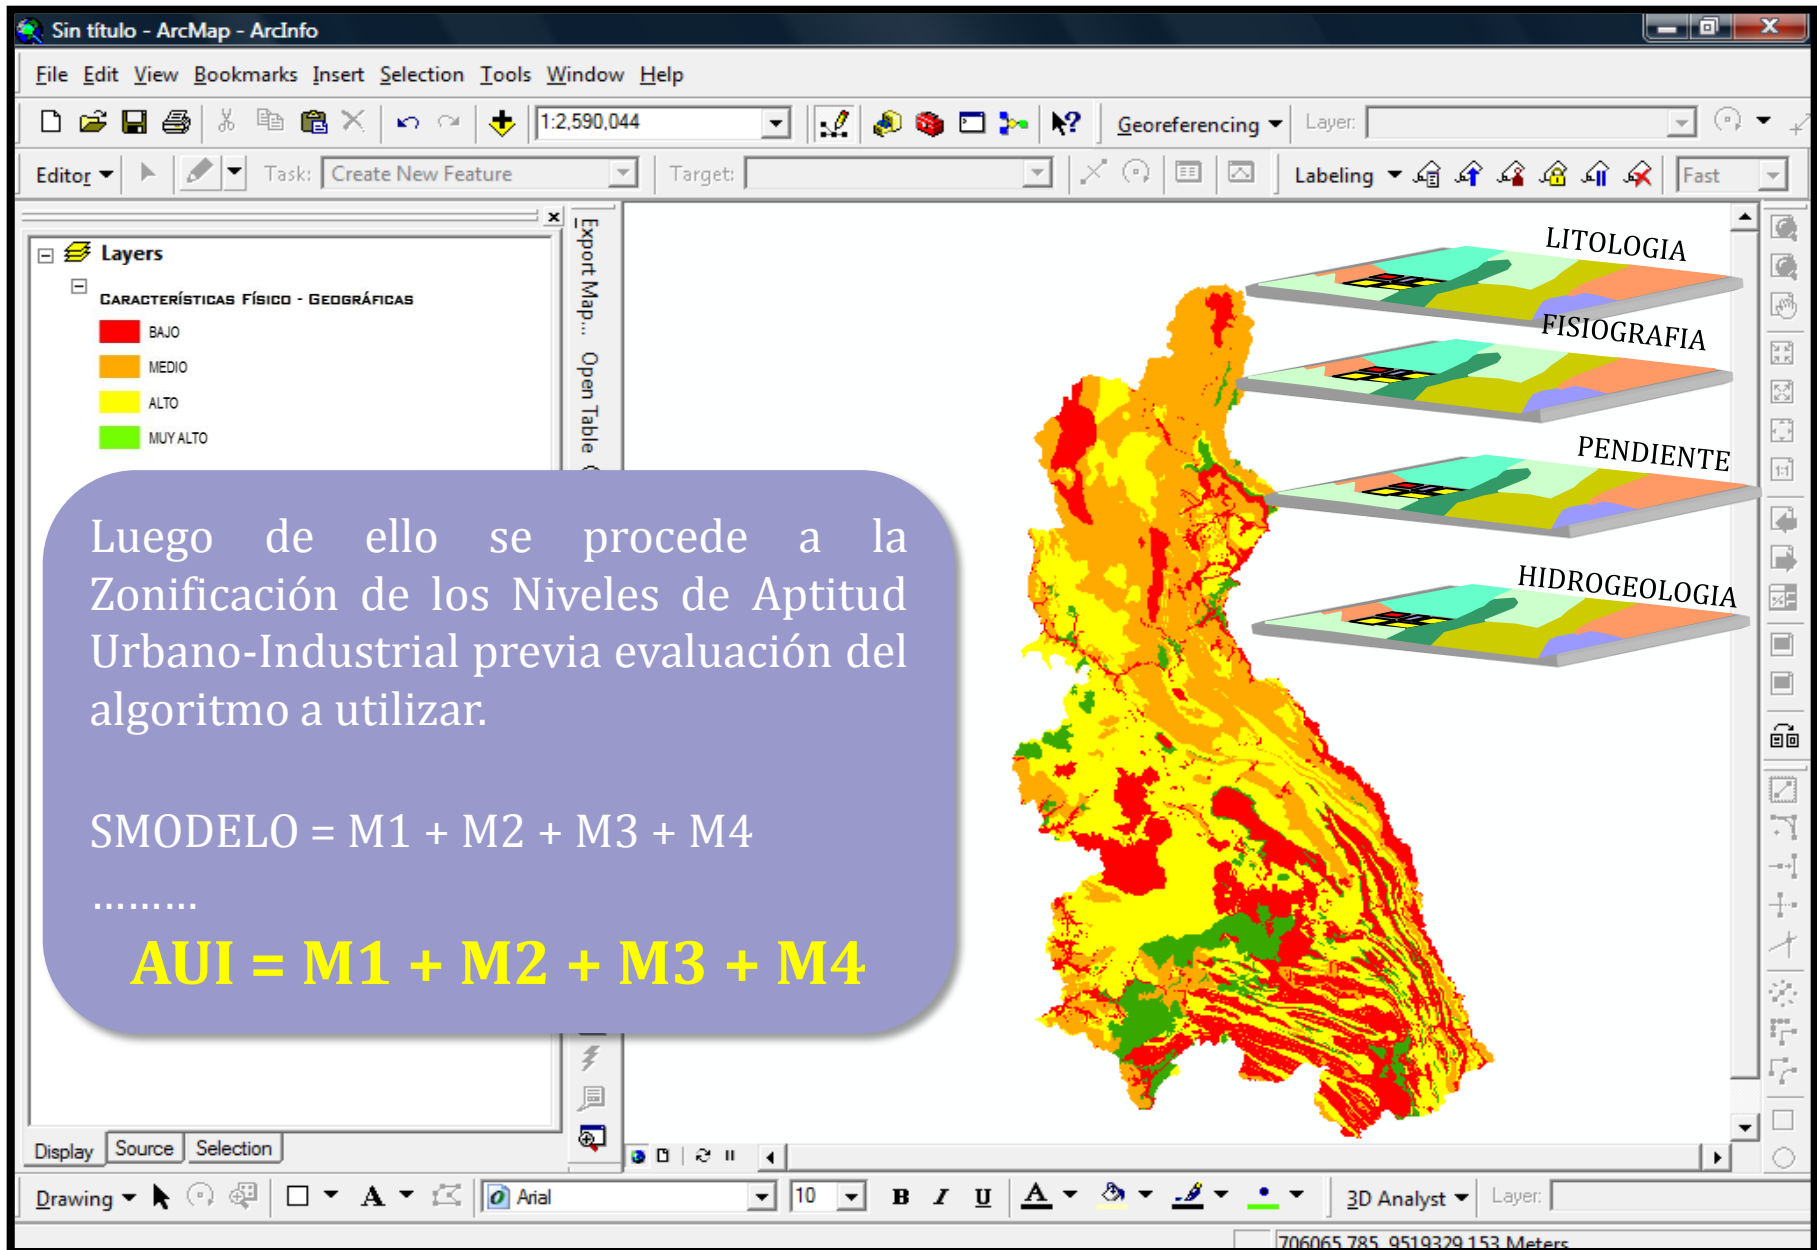 Sin título - ArcMap - ArcInfo
File Edit View Bookmarks Insert Selection Tools Window Help
1:2,590,044
Georeferencing
Layer:
Editor
Task: Create New Feature
Target:
Labeling
Fast
Layers
CARACTERÍSTICAS FÍSICO - GEOGRÁFICAS
BAJO
MEDIO
ALTO
MUY ALTO
Export Map...
Open Table
LITOLOGIA
FISIOGRAFIA
PENDIENTE
HIDROGEOLOGIA
1:1
Luego de ello se procede a la
Zonificación de los Niveles de Aptitud
Urbano-Industrial previa evaluación del
algoritmo a utilizar.
SMODELO = M1 + M2 + M3 + M4
.........
AUI = M1 + M2 + M3 + M4
Display Source Selection
Drawing
A
Arial
10
B I U A
3D Analyst
Layer:
706065.785 9519329.153 Meters